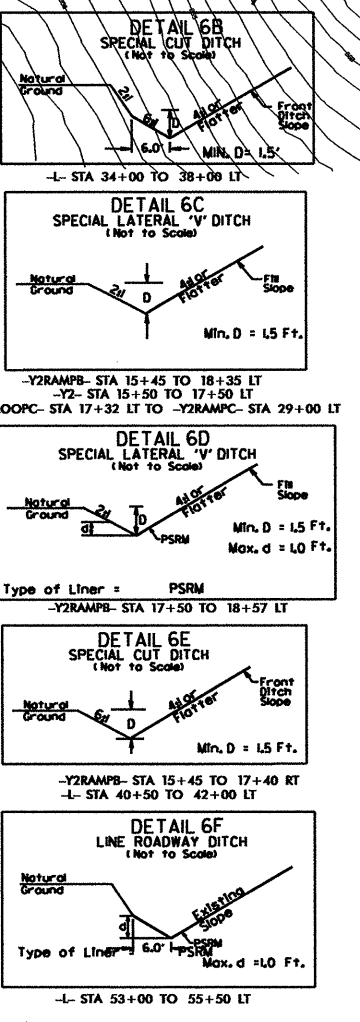 DETAIL 6B
SPECIAL CUT DITCH
(Not to Scale)
Natural
Ground
2:1
6:1
D
4:1 or
Flatter
Front
Ditch
Slope
6.0'
MIN. D= 1.5'
-L- STA 34+00 TO 38+00 LT
DETAIL 6C
SPECIAL LATERAL 'V' DITCH
(Not to Scale)
Natural
Ground
2:1
D
4:1 or
Flatter
Fill
Slope
Min. D = 1.5 Ft.
-Y2RAMPB- STA 15+45 TO 18+35 LT
-Y2- STA 15+50 TO 17+50 LT
OOPC- STA 17+32 LT TO -Y2RAMPC- STA 29+00 LT
DETAIL 6D
SPECIAL LATERAL 'V' DITCH
(Not to Scale)
Natural
Ground
2:1
d
D
4:1 or
Flatter
PSRM
Fill
Slope
Min. D = 1.5 Ft.
Max. d = 1.0 Ft.
Type of Liner = PSRM
-Y2RAMPB- STA 17+50 TO 18+57 LT
DETAIL 6E
SPECIAL CUT DITCH
(Not to Scale)
Natural
Ground
6:1
D
4:1 or
Flatter
Front
Ditch
Slope
Min. D = 1.5 Ft.
-Y2RAMPB- STA 15+45 TO 17+40 RT
-L- STA 40+50 TO 42+00 LT
DETAIL 6F
LINE ROADWAY DITCH
(Not to Scale)
Natural
Ground
d
Existing
Slope
PSRM
6.0'
Type of Liner= PSRM
Max. d =1.0 Ft.
-L- STA 53+00 TO 55+50 LT